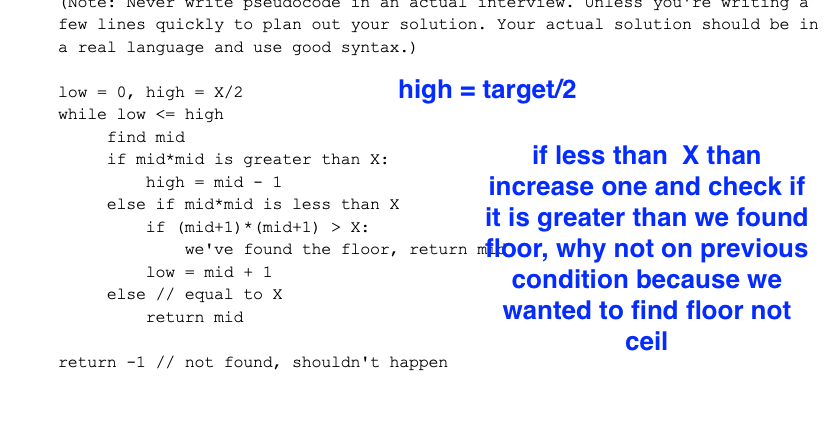 (Note: Never write pseudocode in an actual interview. Unless you're writing a
few lines quickly to plan out your solution. Your actual solution should be in
a real language and use good syntax.)
low = 0, high = X/2
high = target/2
while low <= high
find mid
if mid*mid is greater than X:
high = mid - 1
else if mid*mid is less than X
if (mid+1)*(mid+1) > X:
we've found the floor, return mid
low = mid + 1
else // equal to X
return mid
return -1 // not found, shouldn't happen
if less than X than
increase one and check if
it is greater than we found
floor, why not on previous
condition because we
wanted to find floor not
ceil